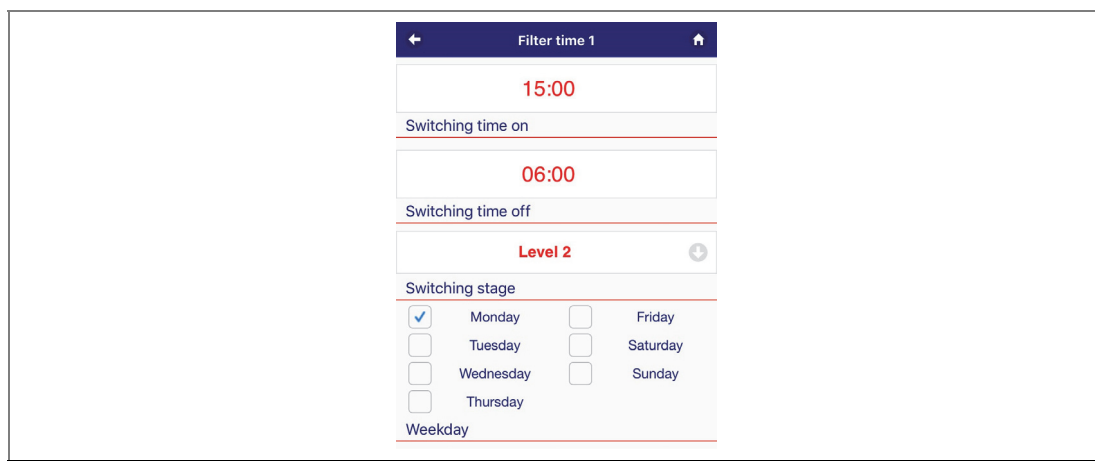 Filter time 1
15:00
Switching time on
06:00
Switching time off
Level 2
Switching stage
Monday Friday
Tuesday Saturday
Wednesday Sunday
Thursday
Weekday